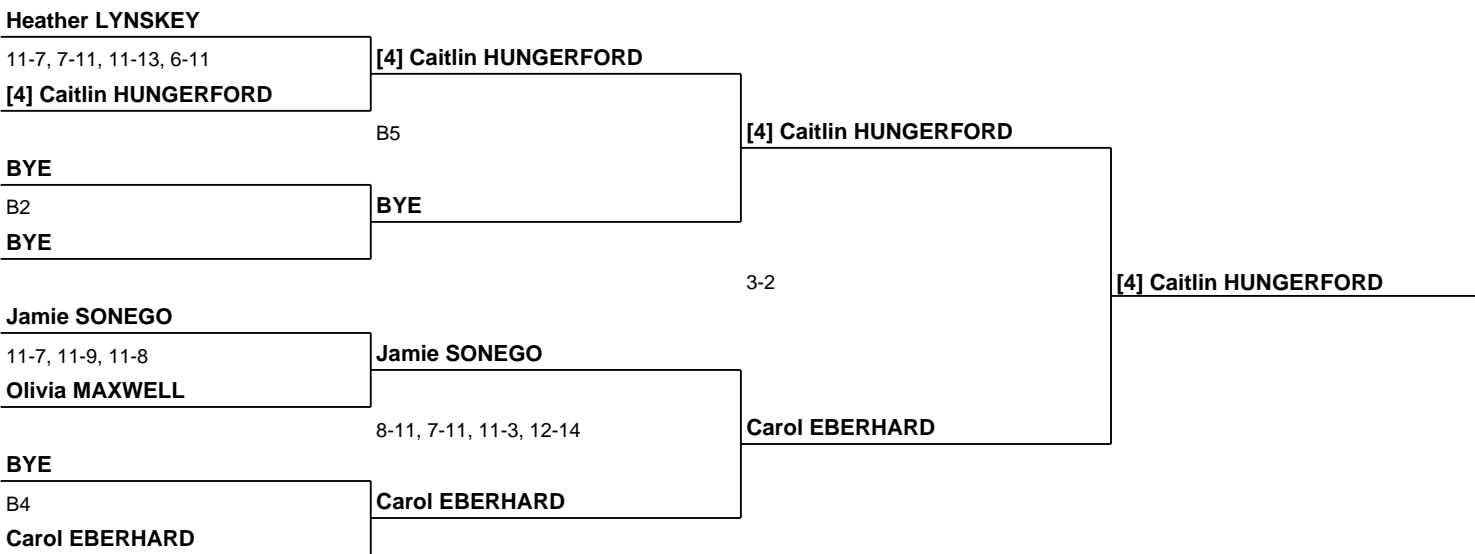 Heather LYNSKEY
11-7, 7-11, 11-13, 6-11
[4] Caitlin HUNGERFORD
[4] Caitlin HUNGERFORD
B5
[4] Caitlin HUNGERFORD
BYE
B2
BYE
BYE
3-2
[4] Caitlin HUNGERFORD
Jamie SONEGO
11-7, 11-9, 11-8
Jamie SONEGO
Olivia MAXWELL
8-11, 7-11, 11-3, 12-14
Carol EBERHARD
BYE
B4
Carol EBERHARD
Carol EBERHARD